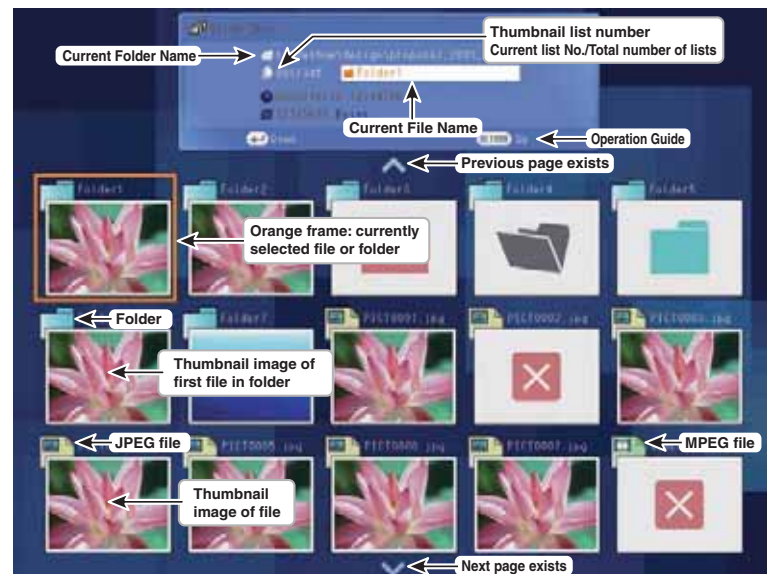 Thumbnail list number
Current list No./Total number of lists
Current Folder Name
Folder1
Current File Name
Operation Guide
Previous page exists
Folder1
Folder2
Folder3
Folder4
Folder5
Orange frame: currently
selected file or folder
Folder
Folder7
PICT0001.jpg
PICT0002.jpg
PICT0003.jpg
Thumbnail image of
first file in folder
JPEG file
PICT0005.jpg
PICT0006.jpg
PICT0007.jpg
MPEG file
Thumbnail
image of file
Next page exists